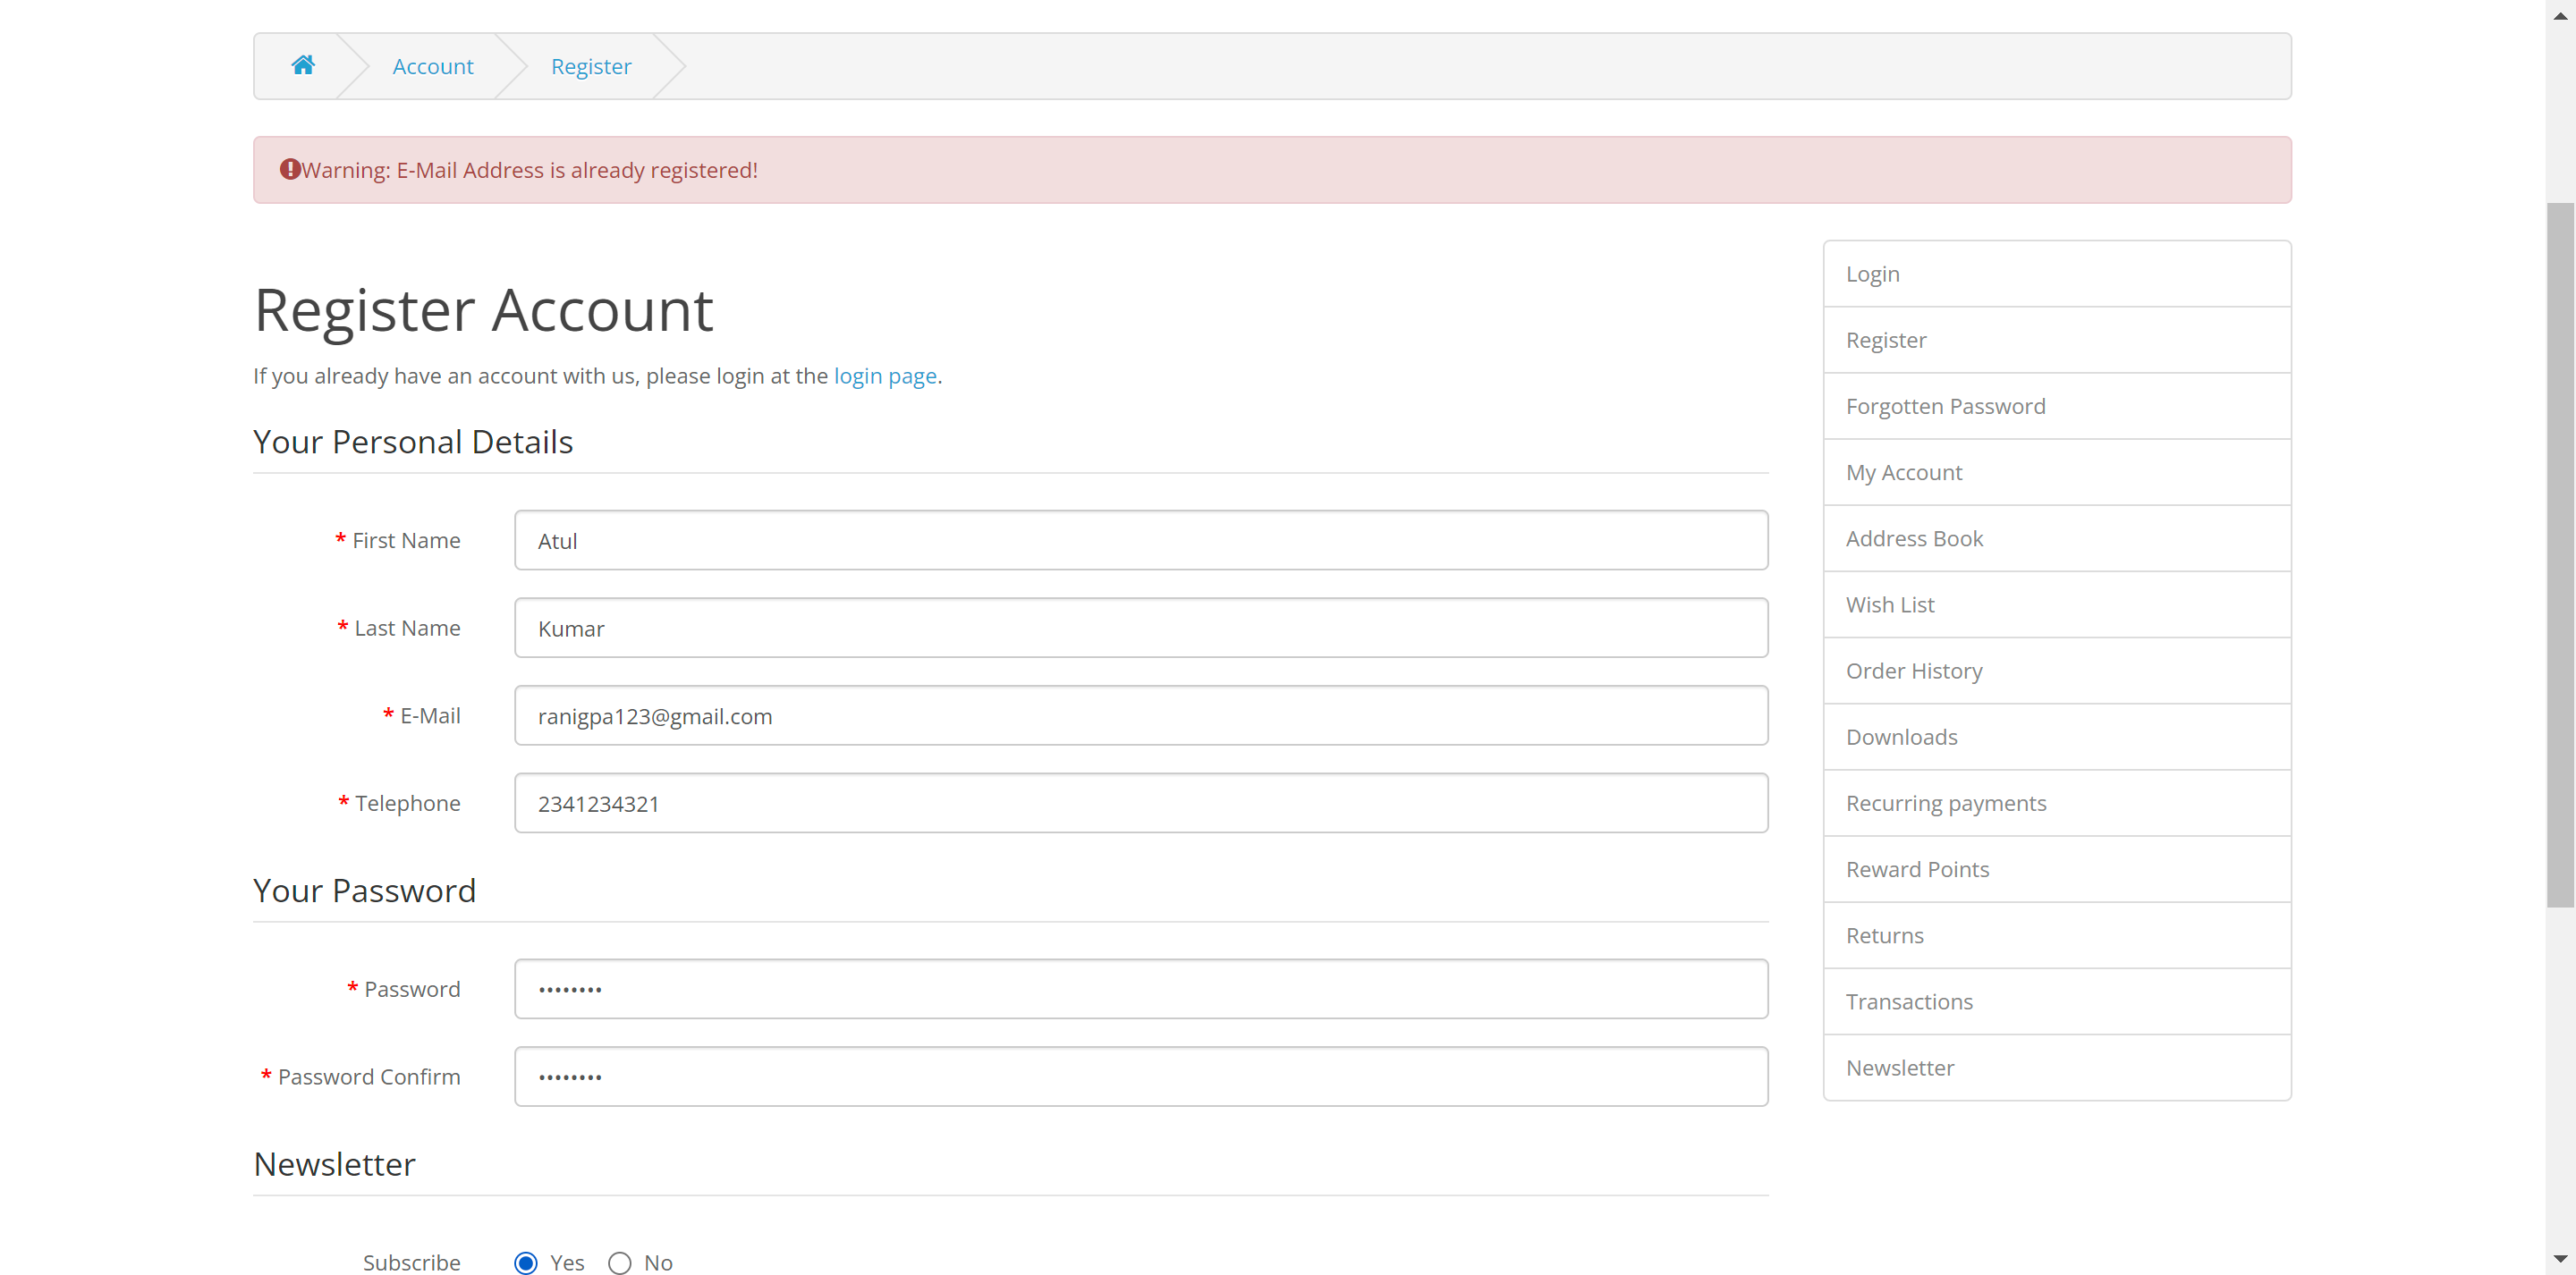 Account
Register
Warning: E-Mail Address is already registered!
Register Account
If you already have an account with us, please login at the login page.
Your Personal Details
* First Name
Atul
* Last Name
Kumar
* E-Mail
ranigpa123@gmail.com
* Telephone
2341234321
Your Password
* Password
••••••••
* Password Confirm
••••••••
Newsletter
Subscribe
Yes
No
Login
Register
Forgotten Password
My Account
Address Book
Wish List
Order History
Downloads
Recurring payments
Reward Points
Returns
Transactions
Newsletter